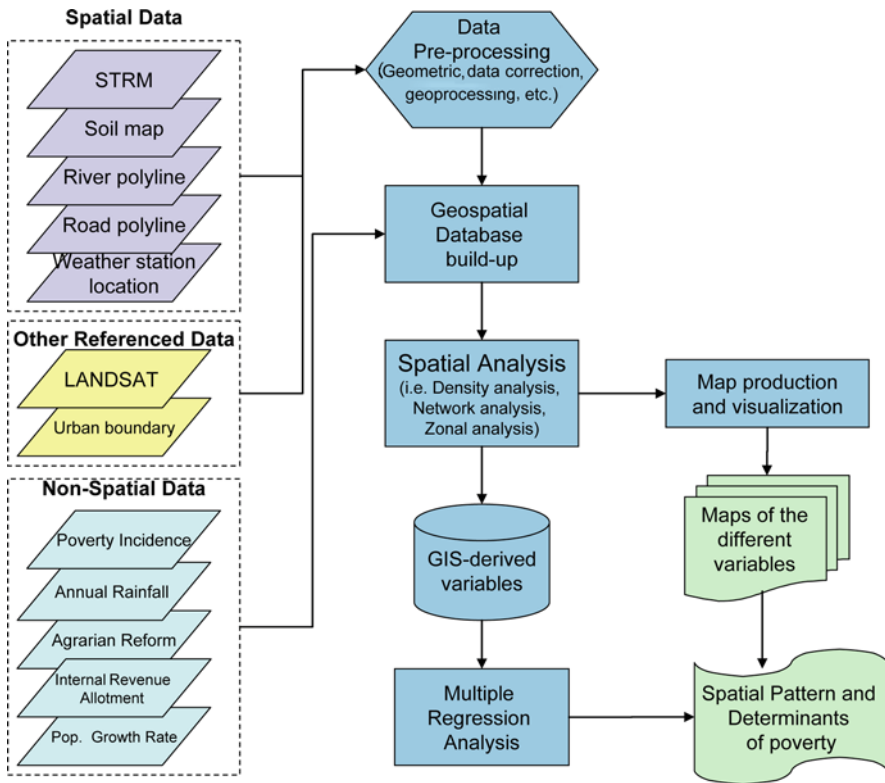 Spatial Data
STRM
Soil map
River polyline
Road polyline
Weather station
location
Other Referenced Data
LANDSAT
Urban boundary
Non-Spatial Data
Poverty Incidence
Annual Rainfall
Agrarian Reform
Internal Revenue
Allotment
Pop. Growth Rate
Data
Pre-processing
(Geometric, data correction,
geoprocessing, etc.)
Geospatial
Database
build-up
Spatial Analysis
(i.e. Density analysis,
Network analysis,
Zonal analysis)
GIS-derived
variables
Multiple
Regression
Analysis
Map production
and visualization
Maps of the
different
variables
Spatial Pattern and
Determinants
of poverty